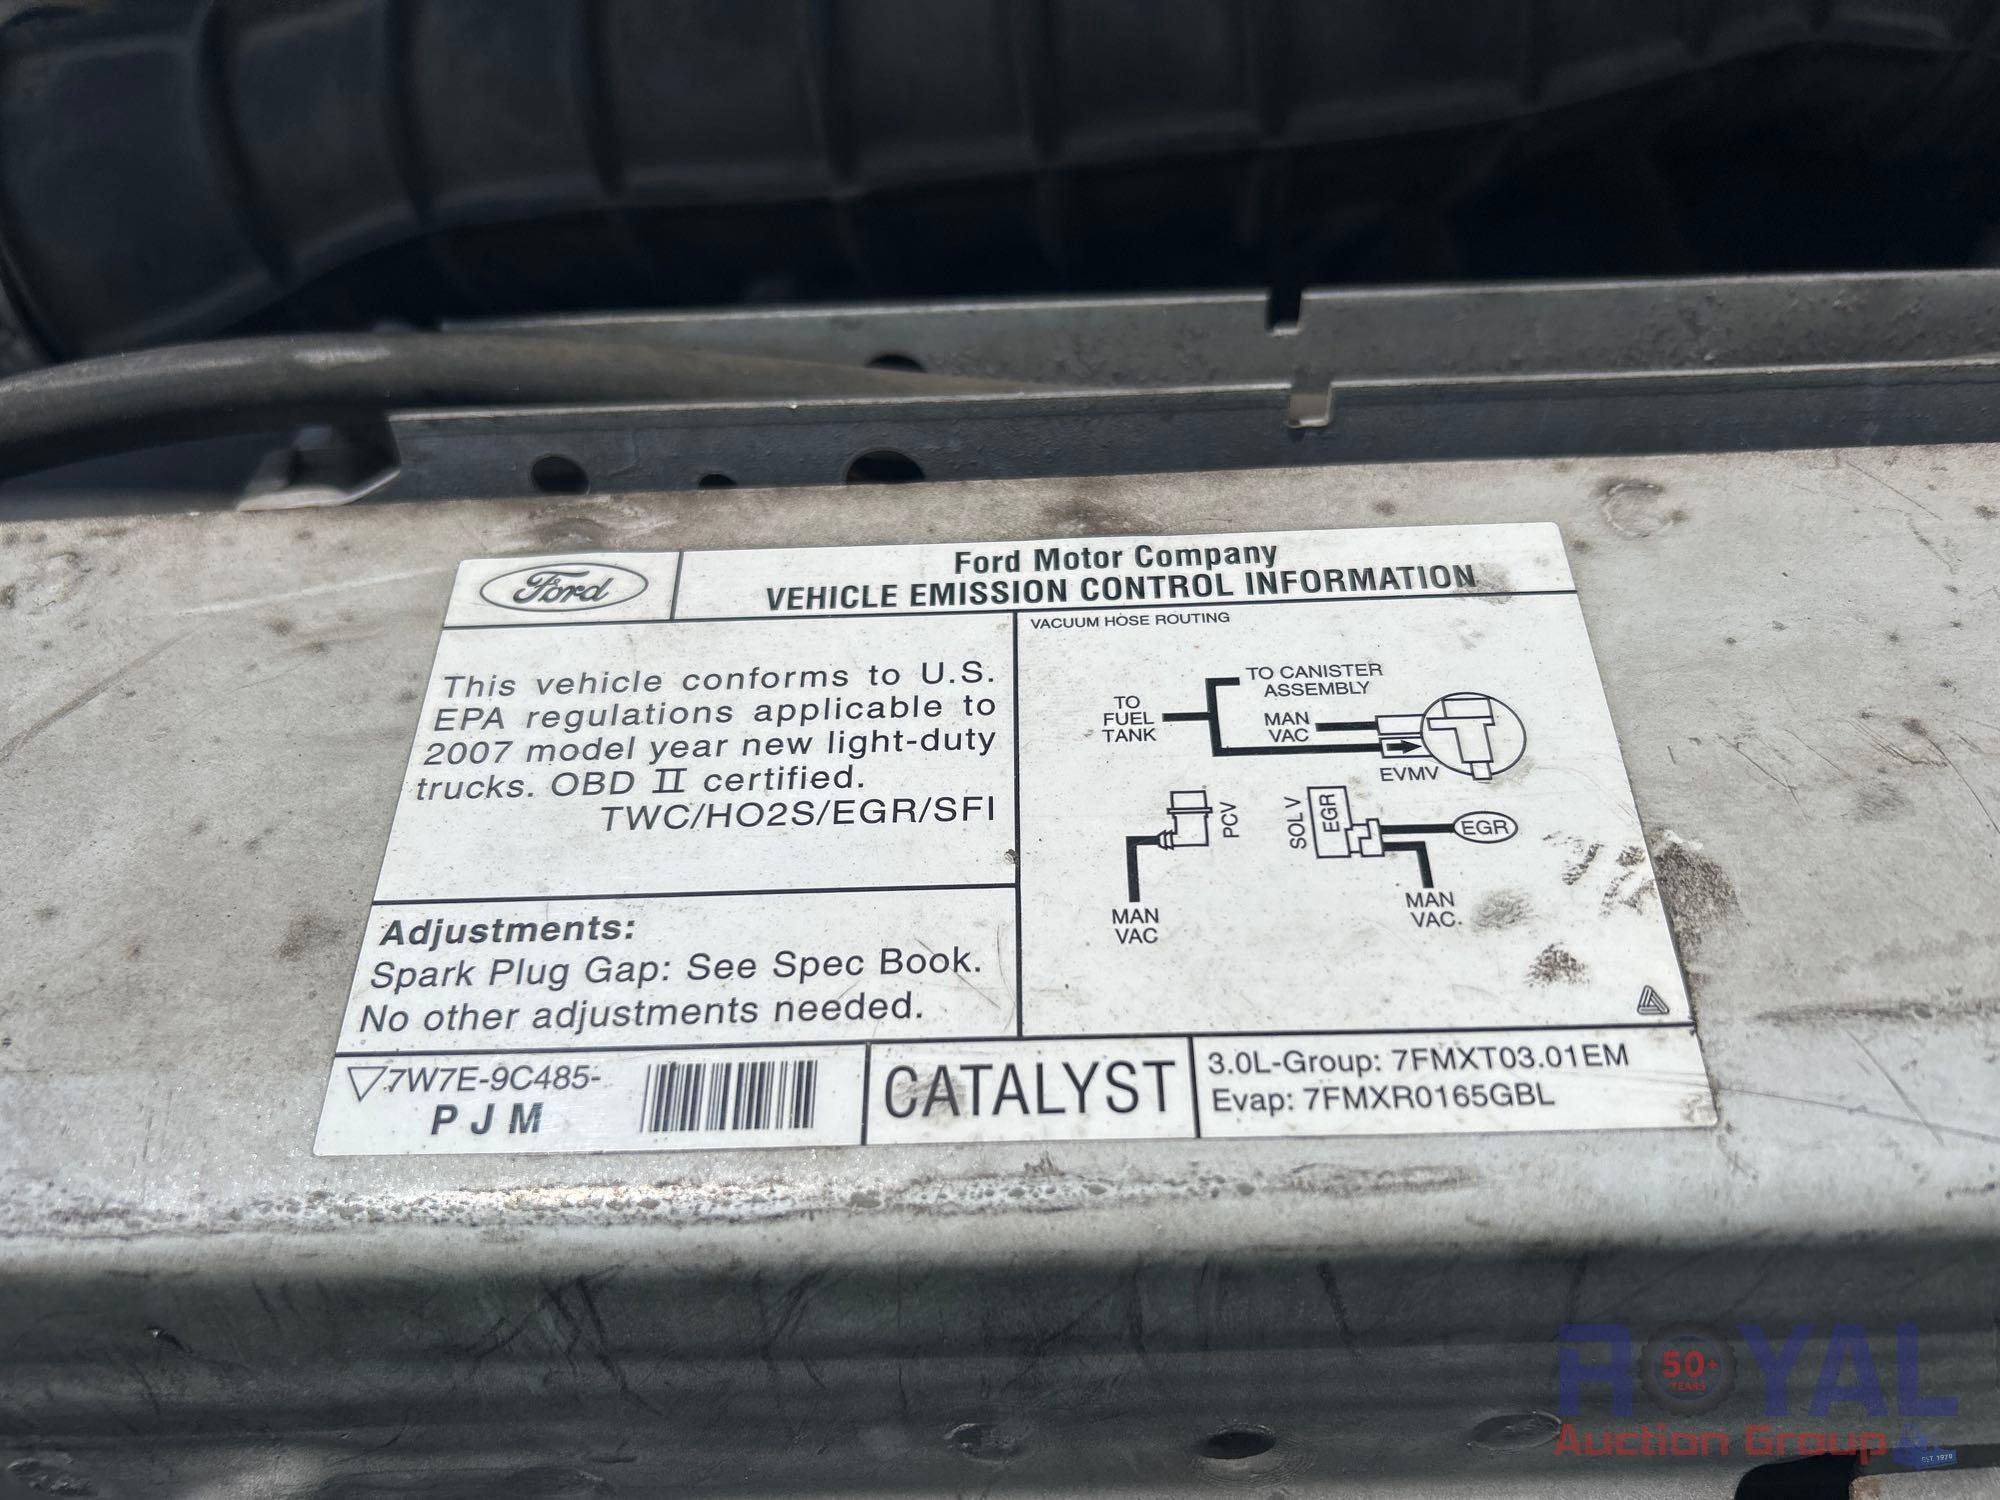 Ford
Ford Motor Company
VEHICLE EMISSION CONTROL INFORMATION
This vehicle conforms to U.S.
EPA regulations applicable to
2007 model year new light-duty
trucks. OBD II certified.
TWC/HO2S/EGR/SFI
Adjustments:
Spark Plug Gap: See Spec Book.
No other adjustments needed.
VACUUM HOSE ROUTING
TO CANISTER
ASSEMBLY
TO
FUEL
TANK
MAN
VAC
EVMV
PCV
MAN
VAC
SOL V
EGR
EGR
MAN
VAC.
7W7E-9C485-
PJM
CATALYST
3.0L-Group: 7FMXT03.01EM
Evap: 7FMXR0165GBL
ROYAL
50+
YEARS
Auction Group
EST. 1970